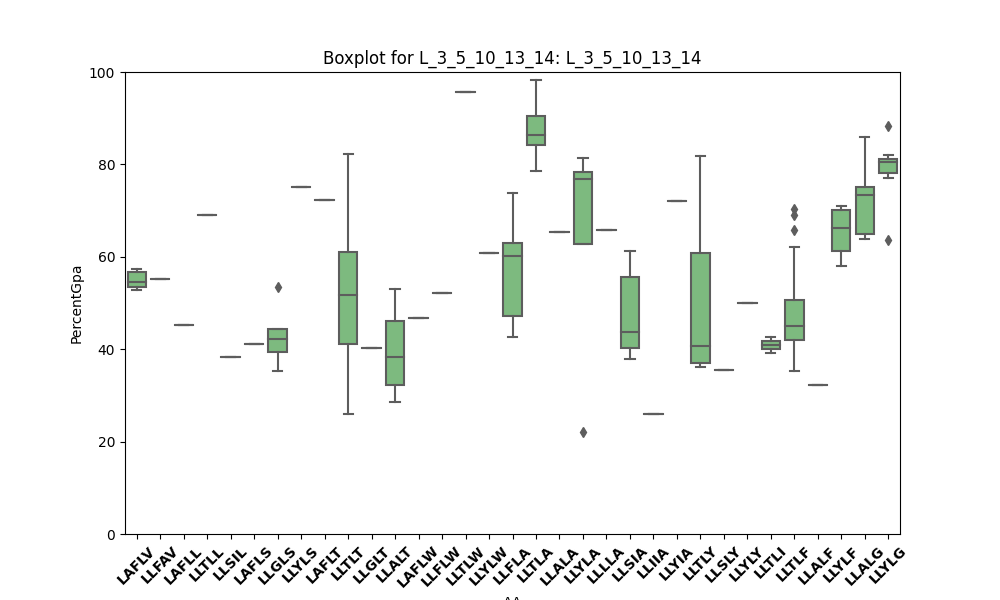 Boxplot for L_3_5_10_13_14: L_3_5_10_13_14
PercentGpa
100
80
60
40
20
0
LAFLV LLFAV LAFLL LLTLL LLSIL LAFLS LLGLS LLYLS LAFLT LLTLT LLGLT LLALT LAFLW LLFLW LLTLW LLYLW LLFLA LLTLA LLALA LLYLA LLLLA LLSIA LLIIA LLYIA LLTLY LLSLY LLYLY LLTLI LLTLF LLALF LLYLF LLALG LLYLG